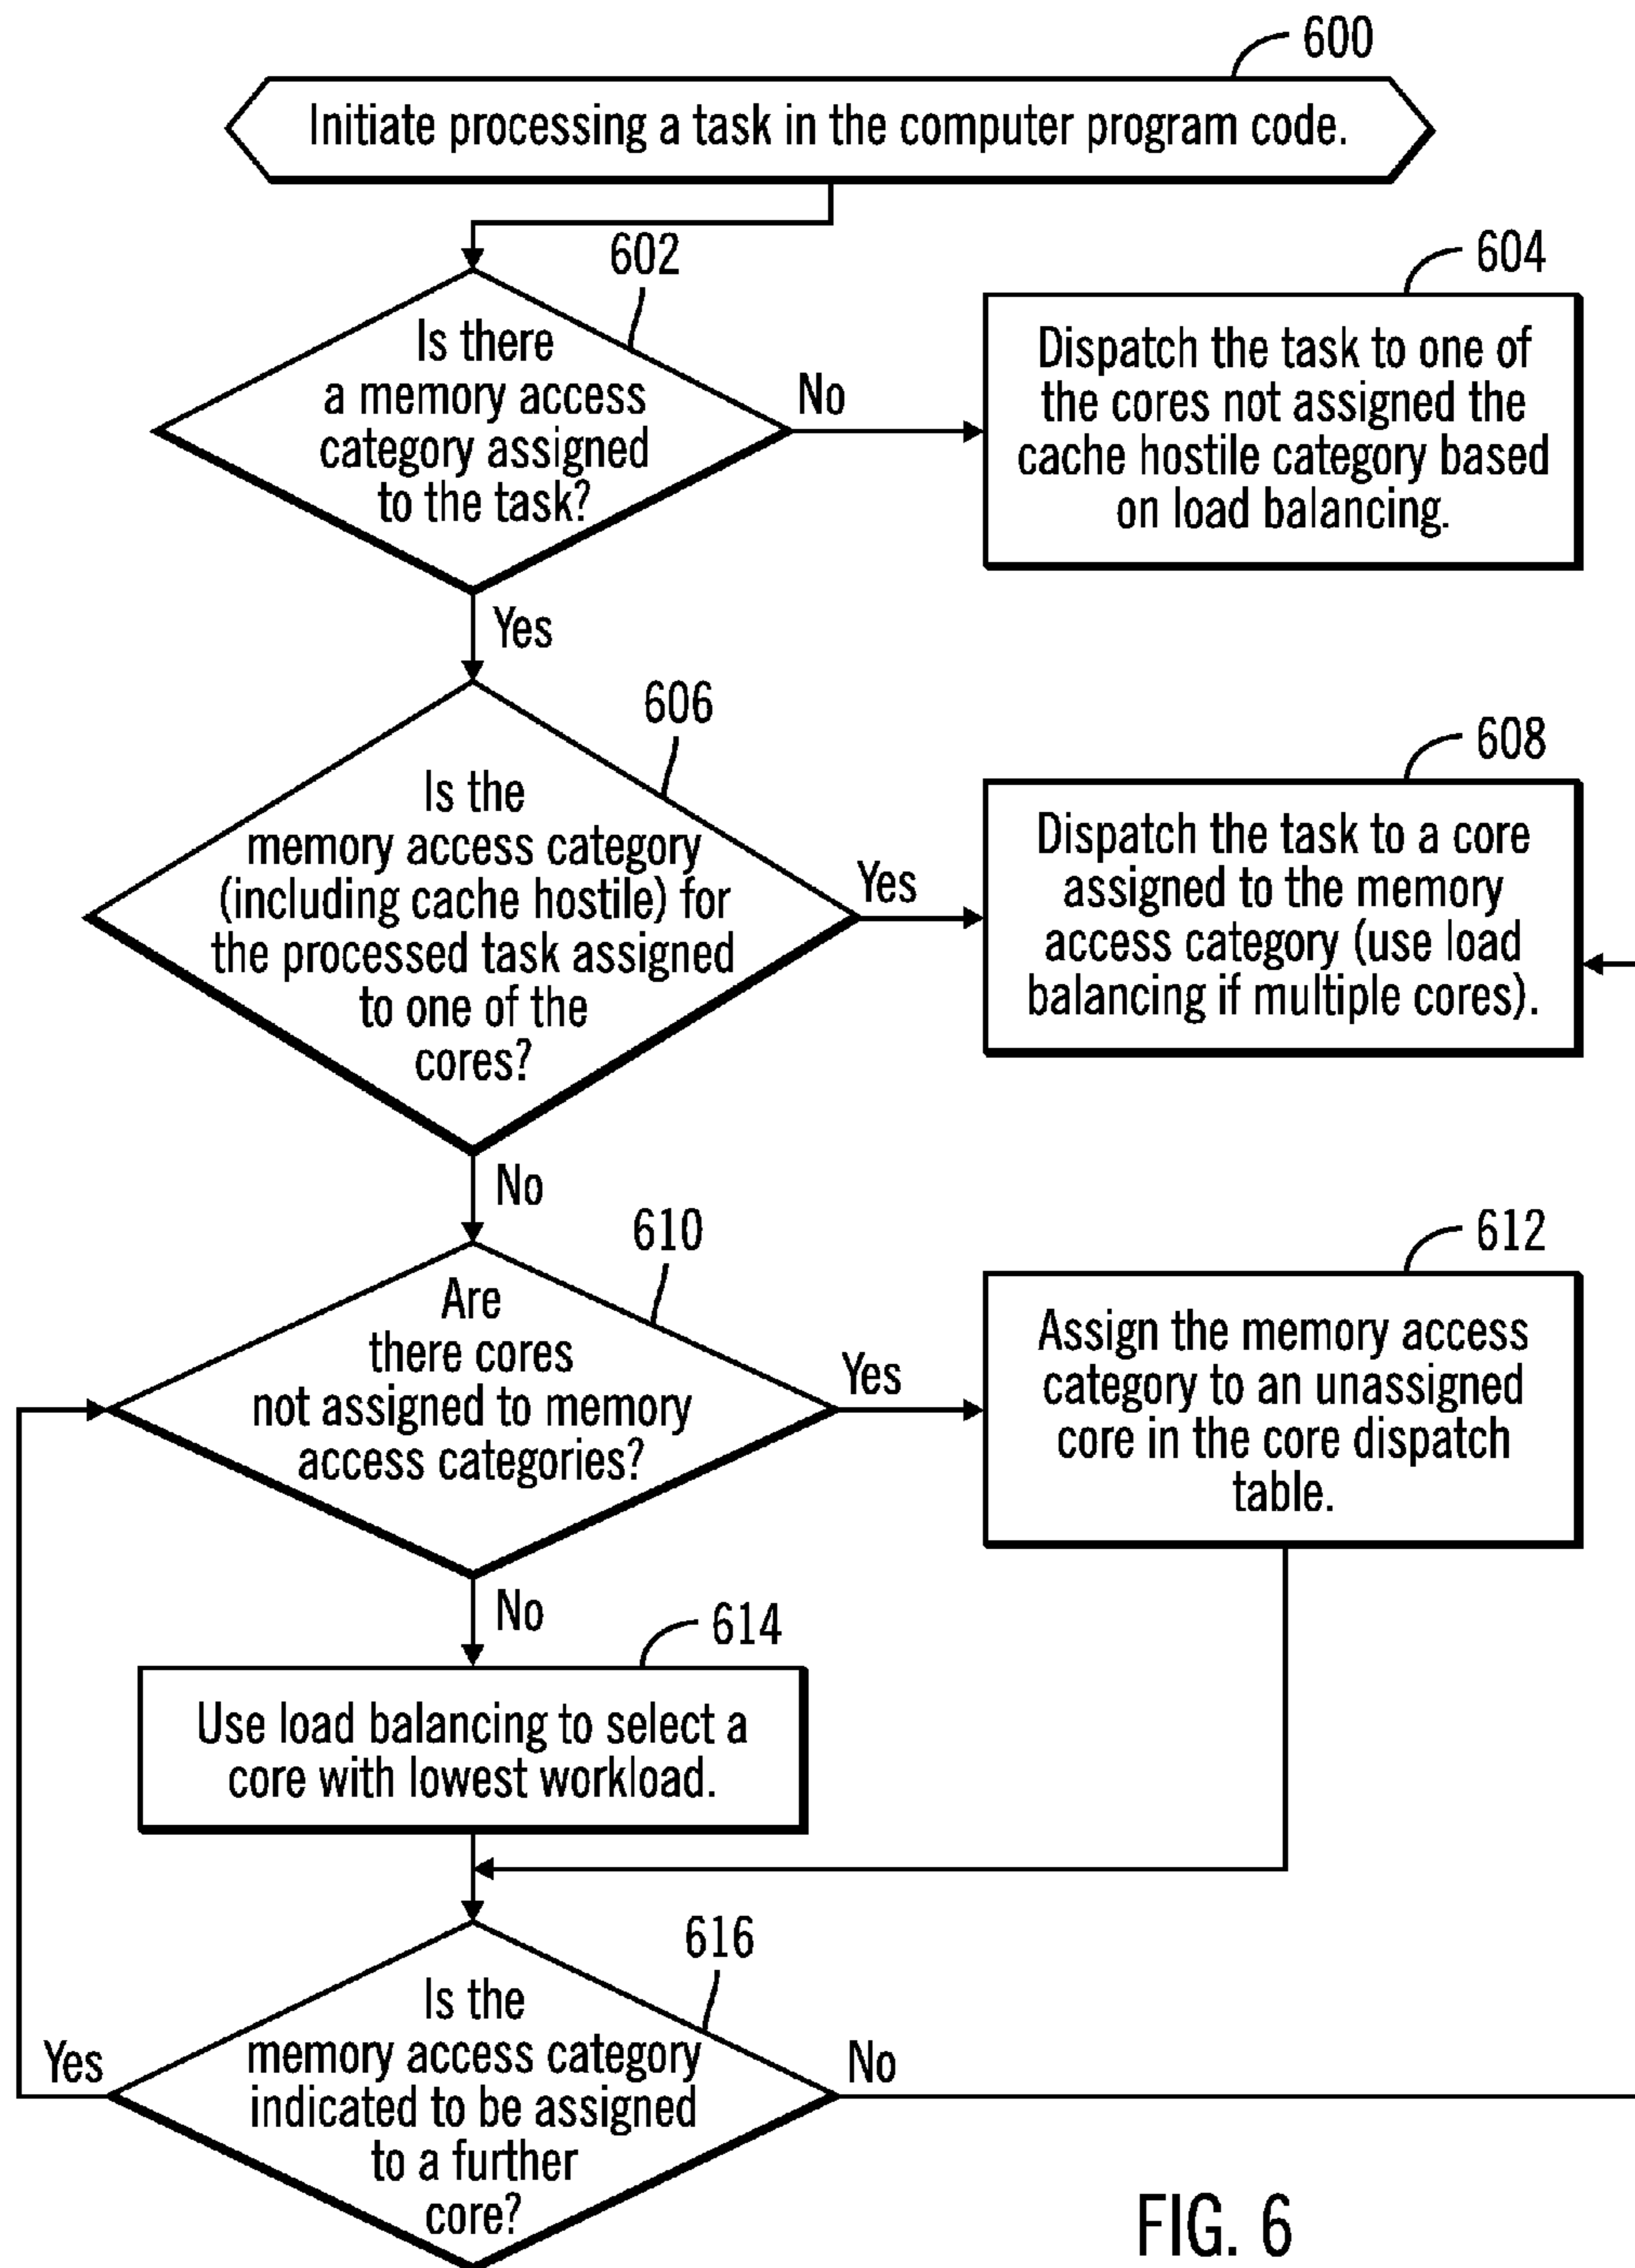 600
Initiate processing a task in the computer program code.
602
Is there
a memory access
category assigned
to the task?
No
Yes
604
Dispatch the task to one of
the cores not assigned the
cache hostile category based
on load balancing.
606
Is the
memory access category
(including cache hostile) for
the processed task assigned
to one of the
cores?
Yes
No
608
Dispatch the task to a core
assigned to the memory
access category (use load
balancing if multiple cores).
610
Are
there cores
not assigned to memory
access categories?
Yes
No
612
Assign the memory access
category to an unassigned
core in the core dispatch
table.
614
Use load balancing to select a
core with lowest workload.
616
Is the
memory access category
indicated to be assigned
to a further
core?
Yes
No
FIG. 6